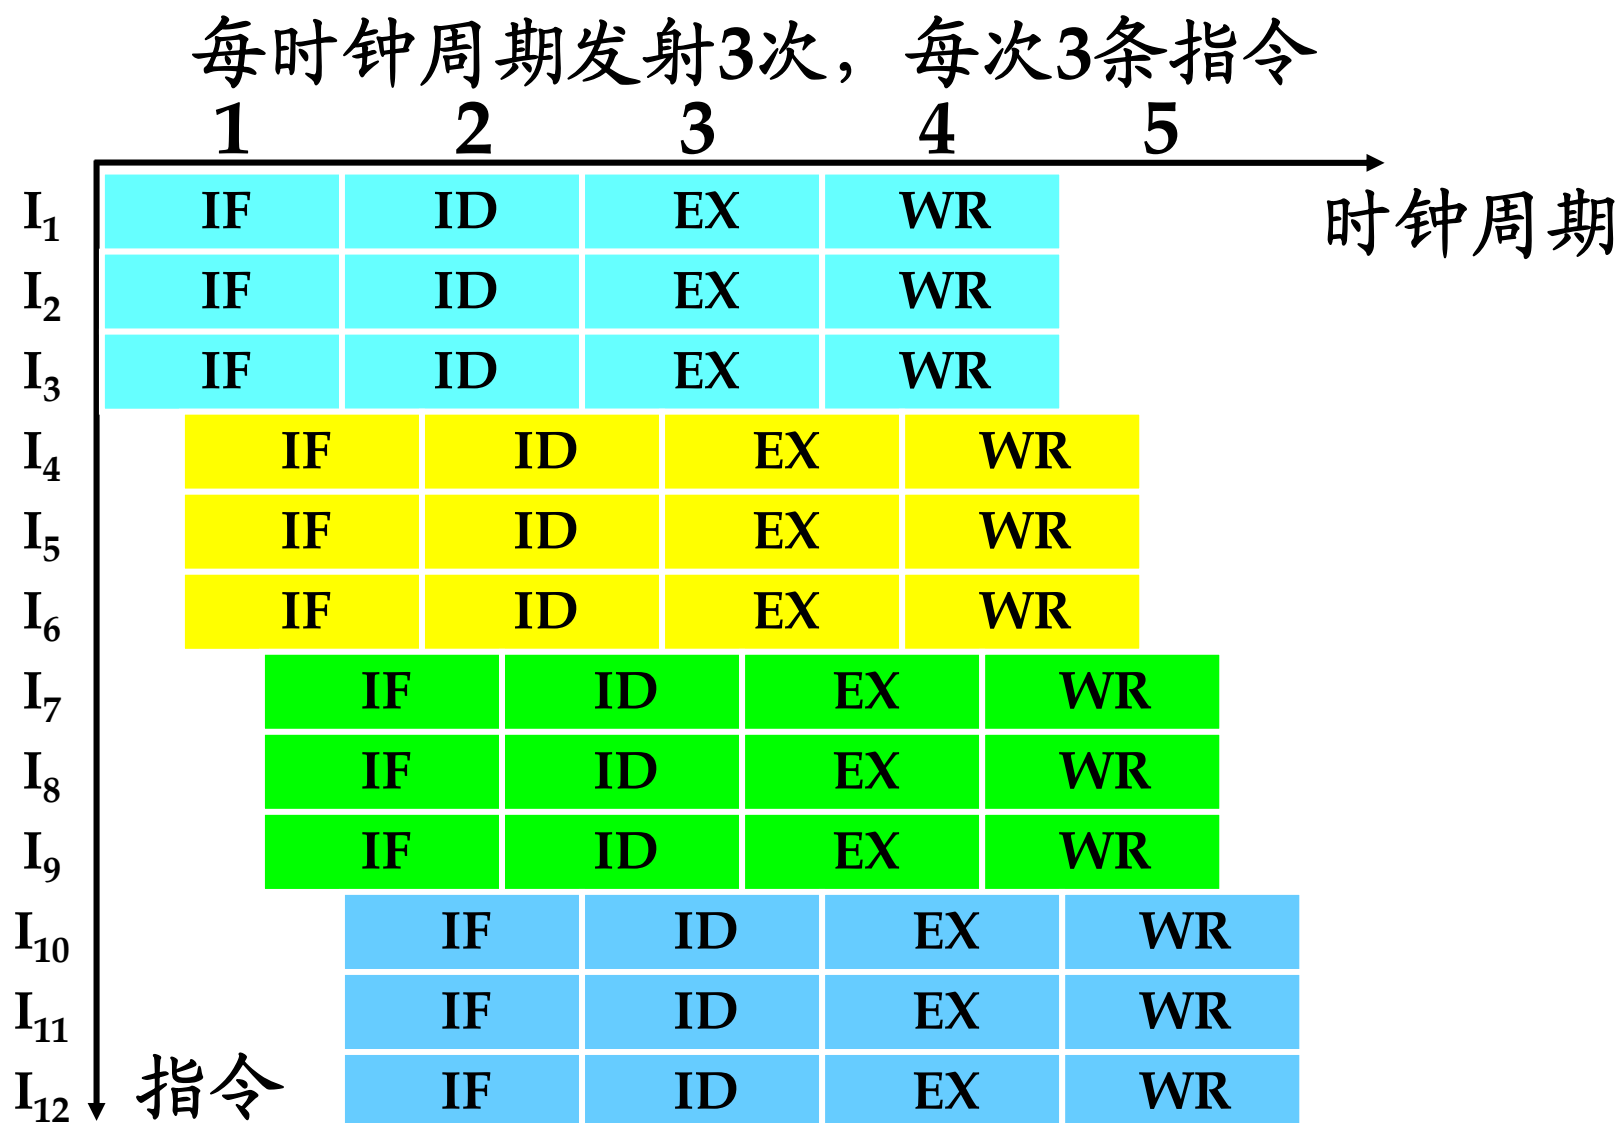 每时钟周期发射3次，每次3条指令
1 2 3 4 5
时钟周期
I1 IF ID EX WR
I2 IF ID EX WR
I3 IF ID EX WR
I4 IF ID EX WR
I5 IF ID EX WR
I6 IF ID EX WR
I7 IF ID EX WR
I8 IF ID EX WR
I9 IF ID EX WR
I10 IF ID EX WR
I11 IF ID EX WR
I12 IF ID EX WR
指令